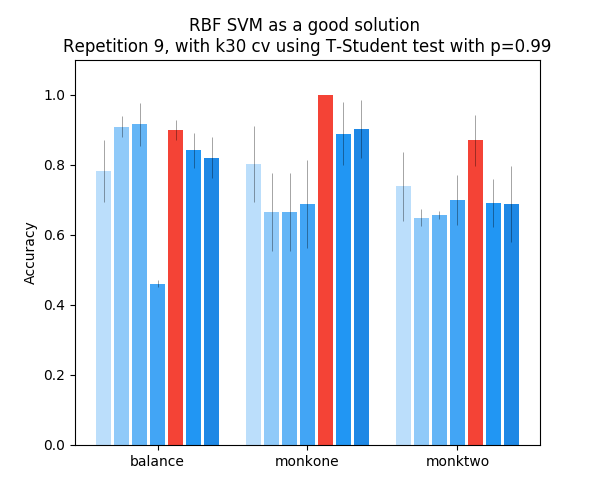 RBF SVM as a good solution
Repetition 9, with k30 cv using T-Student test with p=0.99
1.0
0.8
0.6
0.4
0.2
0.0
Accuracy
balance
monkone
monktwo